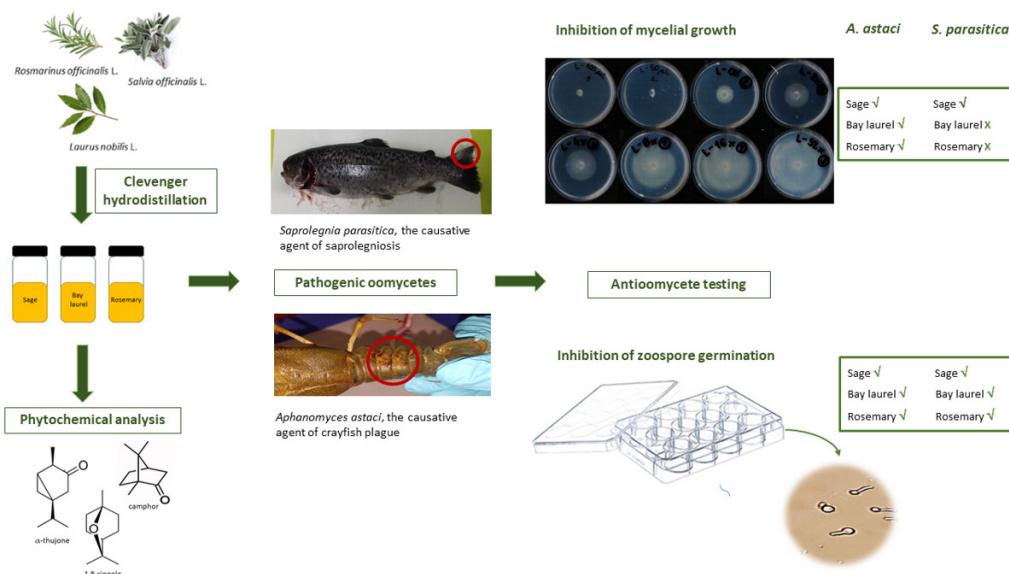 Rosmarinus officinalis L.
Salvia officinalis L.
Laurus nobilis L.
Clevenger
hydrodistillation
Sage
Bay
laurel
Rosemary
Phytochemical analysis
α-thujone
camphor
Saprolegnia parasitica, the causative
agent of saprolegniosis
Pathogenic oomycetes
Aphanomyces astaci, the causative
agent of crayfish plague
Antioomycete testing
Inhibition of mycelial growth
A. astaci
S. parasitica
Sage √
Sage √
Bay laurel √
Bay laurel x
Rosemary √
Rosemary x
Inhibition of zoospore germination
Sage √
Sage √
Bay laurel √
Bay laurel √
Rosemary √
Rosemary √